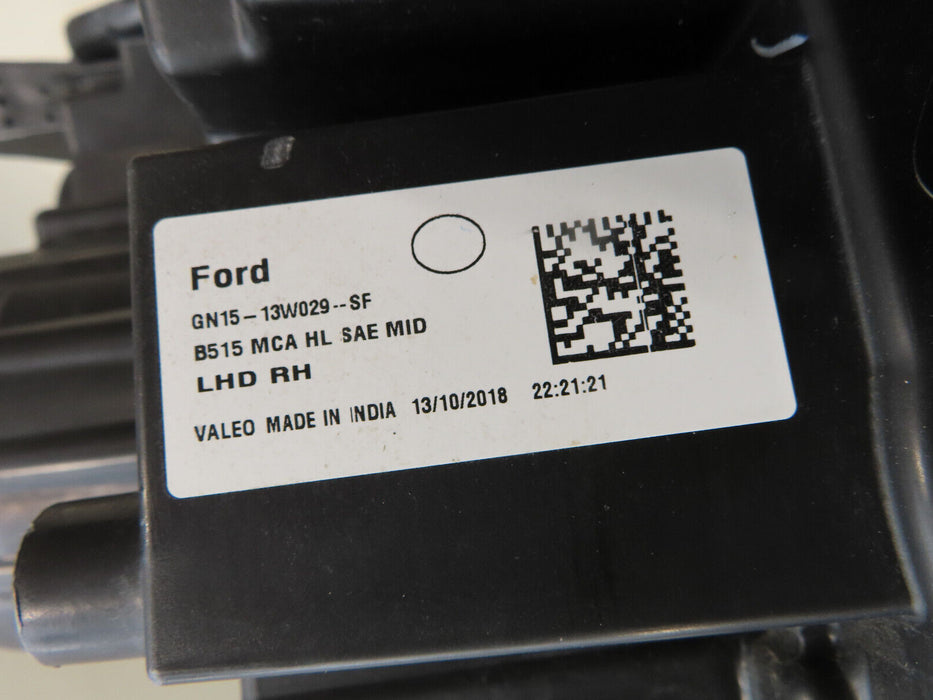 Ford
GN15-13W029--SF
B515 MCA HL SAE MID
LHD RH
VALEO MADE IN INDIA 13/10/2018 22:21:21